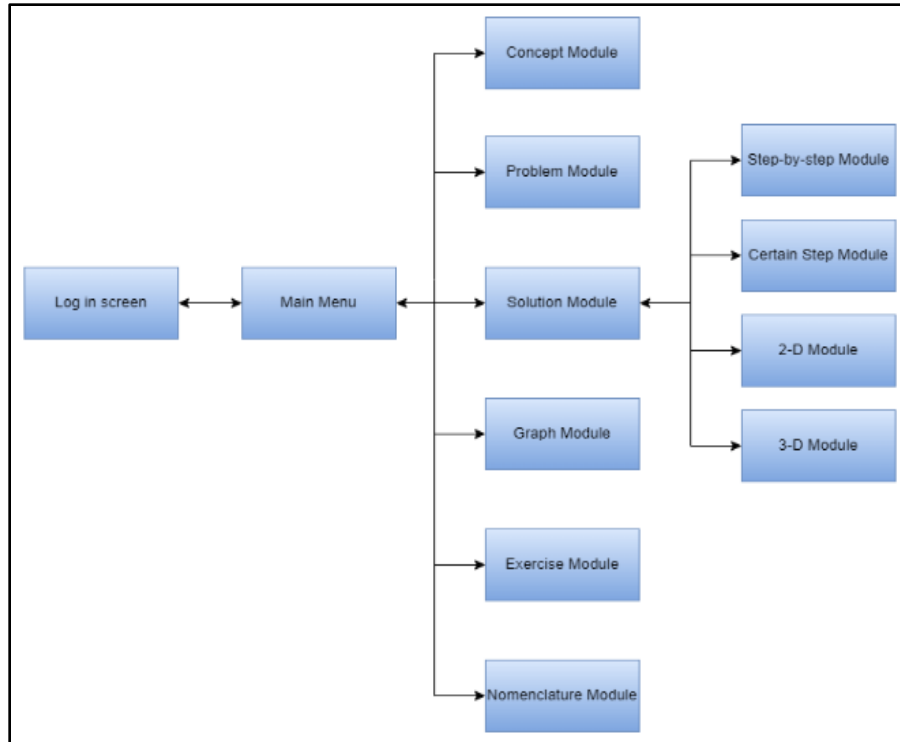 Concept Module
Problem Module
Step-by-step Module
Certain Step Module
Log in screen
Main Menu
Solution Module
2-D Module
Graph Module
3-D Module
Exercise Module
Nomenclature Module